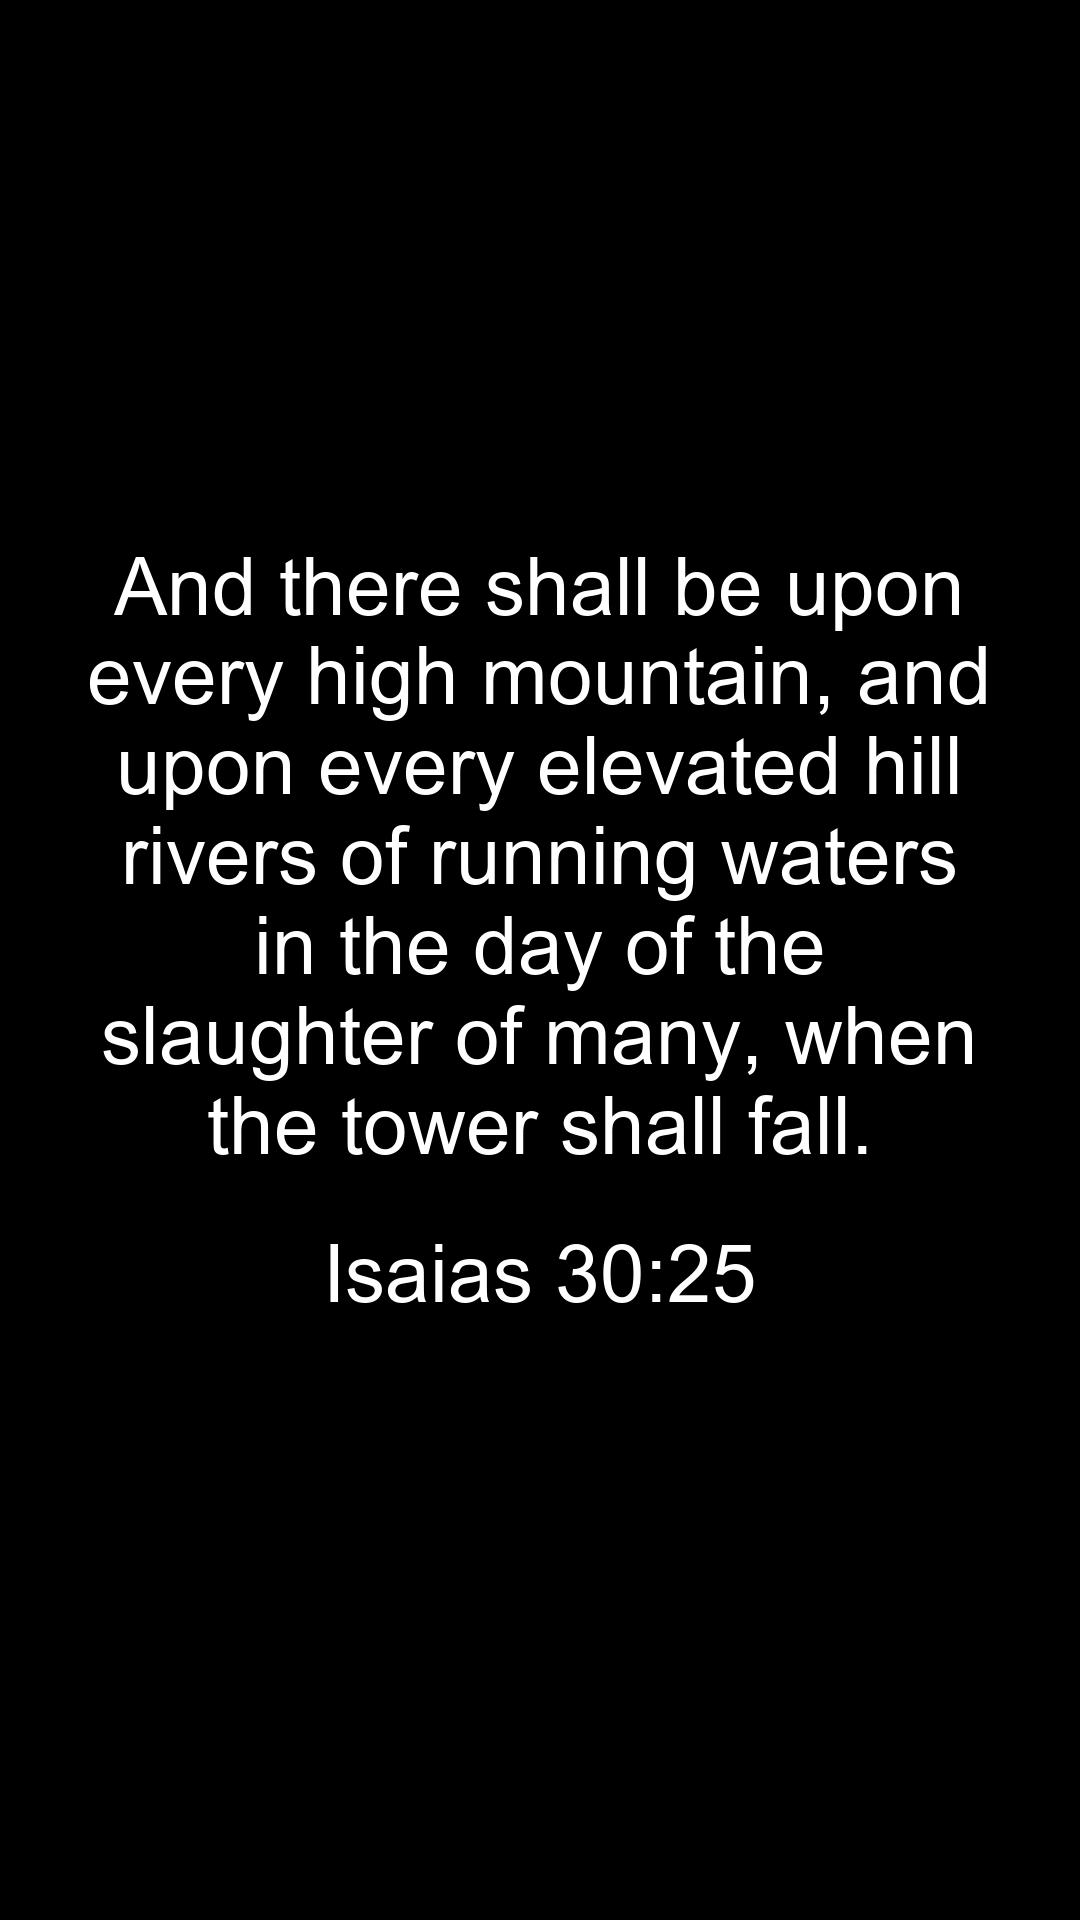 And there shall be upon
every high mountain, and
upon every elevated hill
rivers of running waters
in the day of the
slaughter of many, when
the tower shall fall.
Isaias 30:25